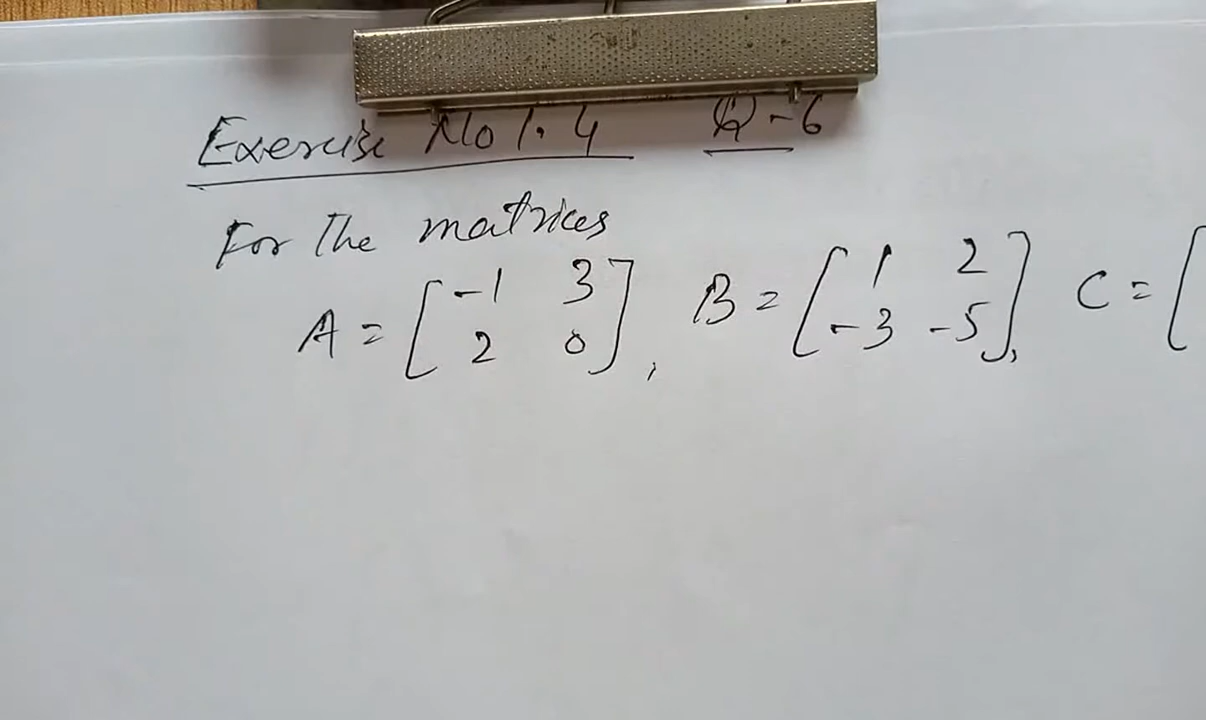 Exercise No 1.4 Q-6
For The matrices
A = [ -1 3 B = [ 1 2 C = [
2 0 ], -3 -5 ],